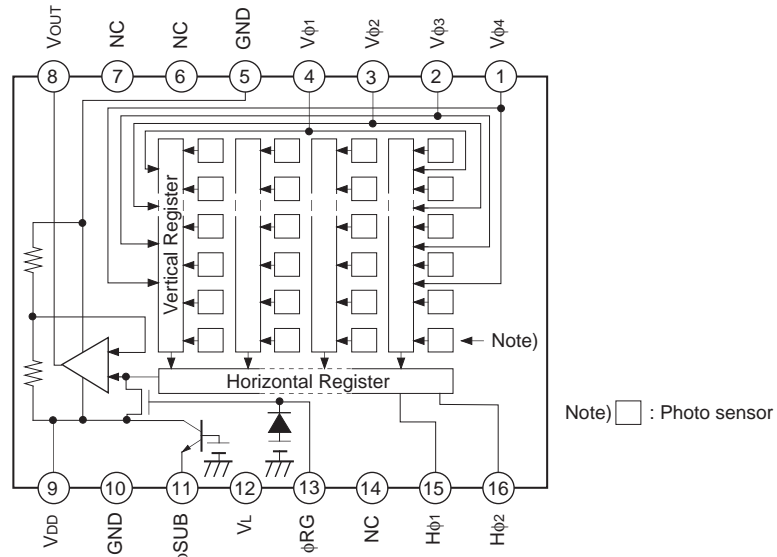 VOUT NC NC GND Vφ1 Vφ2 Vφ3 Vφ4
8 7 6 5 4 3 2 1
Vertical Register
Note)
Horizontal Register
Note) : Photo sensor
9 10 11 12 13 14 15 16
VDD GND φSUB VL φRG NC Hφ1 Hφ2